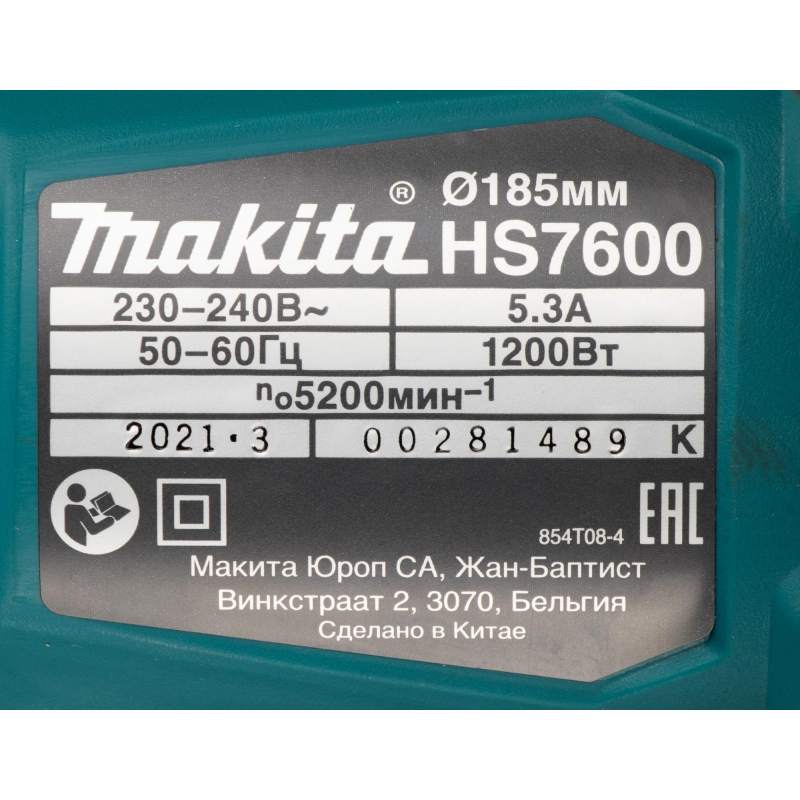 ® Ø185мм
makita HS7600
230–240В~ 5.3А
50–60Гц 1200Вт
n₀5200мин⁻¹
2021·3 00281489 K
854T08-4 EAC
Макита Юроп СА, Жан-Баптист
Винкстраат 2, 3070, Бельгия
Сделано в Китае